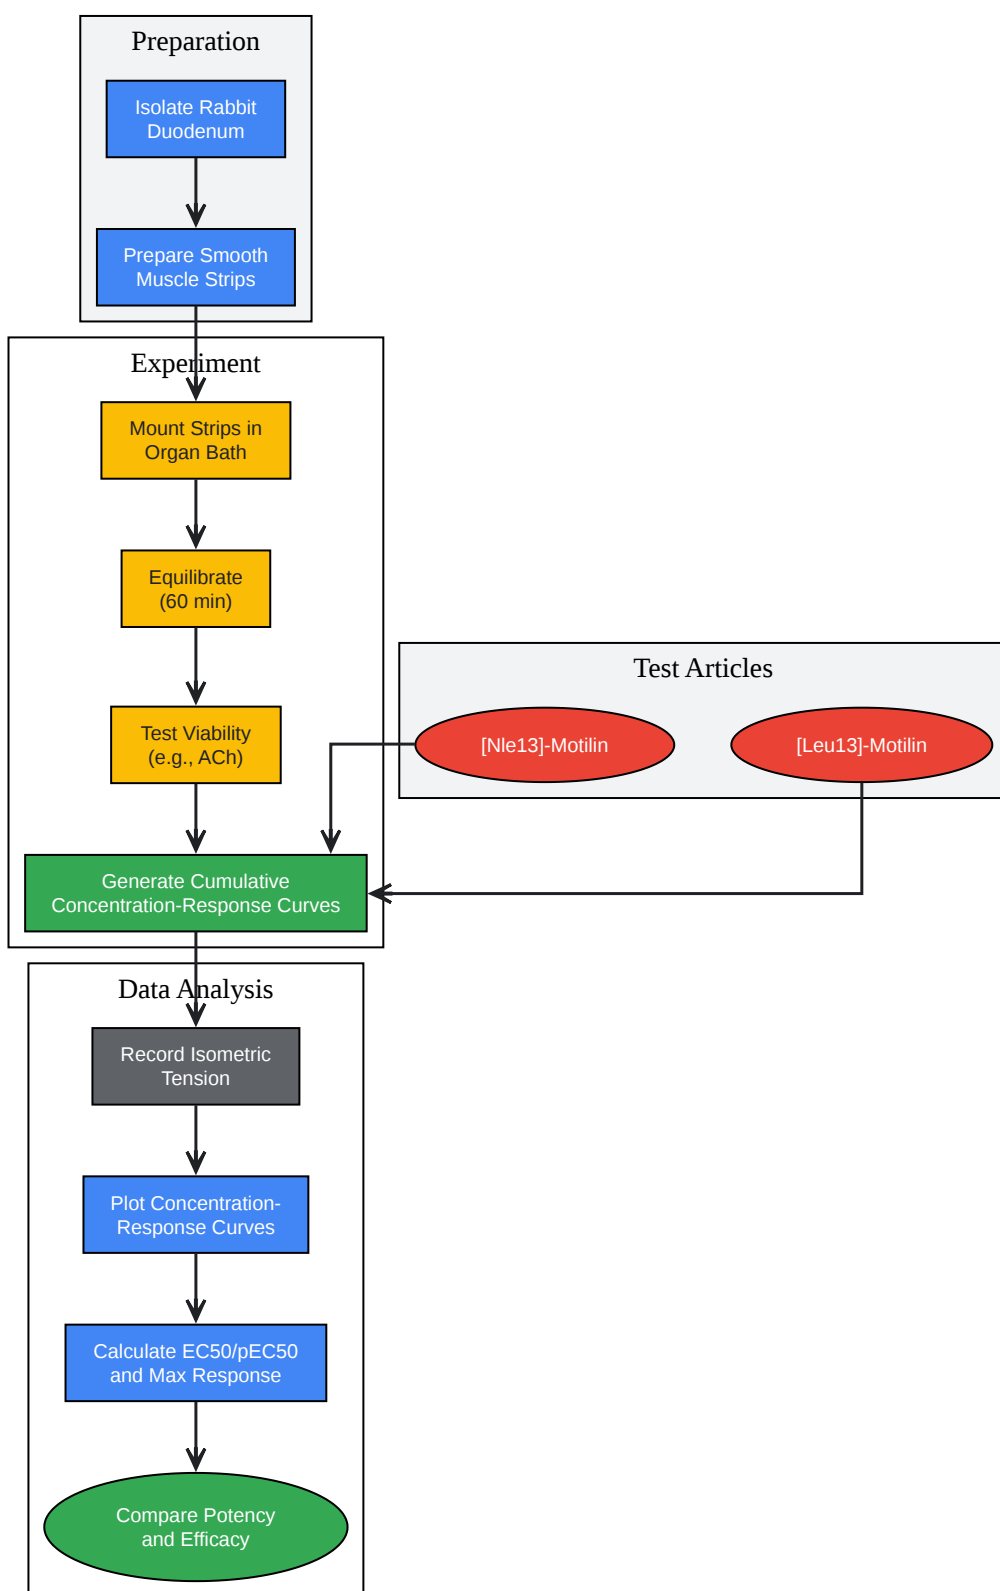 Preparation
Isolate Rabbit
Duodenum
Prepare Smooth
Muscle Strips
Experiment
Mount Strips in
Organ Bath
Equilibrate
(60 min)
Test Viability
(e.g., ACh)
Test Articles
[Nle13]-Motilin
[Leu13]-Motilin
Generate Cumulative
Concentration-Response Curves
Data Analysis
Record Isometric
Tension
Plot Concentration-
Response Curves
Calculate EC50/pEC50
and Max Response
Compare Potency
and Efficacy